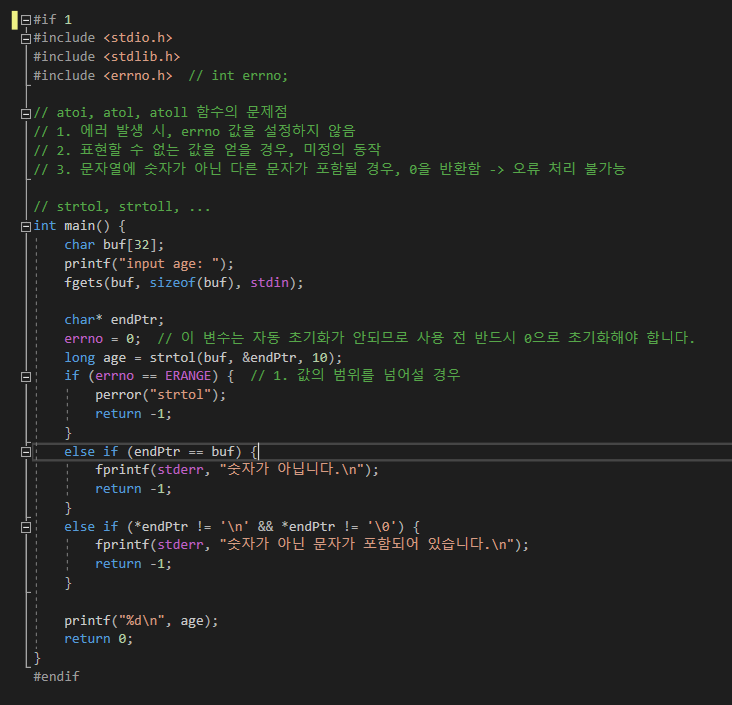 #if 1
#include <stdio.h>
#include <stdlib.h>
#include <errno.h>  // int errno;
// atoi, atol, atoll 함수의 문제점
// 1. 에러 발생 시, errno 값을 설정하지 않음
// 2. 표현할 수 없는 값을 얻을 경우, 미정의 동작
// 3. 문자열에 숫자가 아닌 다른 문자가 포함될 경우, 0을 반환함 -> 오류 처리 불가능
// strtol, strtoll, ...
int main() {
    char buf[32];
    printf("input age: ");
    fgets(buf, sizeof(buf), stdin);
    char* endPtr;
    errno = 0;  // 이 변수는 자동 초기화가 안되므로 사용 전 반드시 0으로 초기화해야 합니다.
    long age = strtol(buf, &endPtr, 10);
    if (errno == ERANGE) {  // 1. 값의 범위를 넘어설 경우
        perror("strtol");
        return -1;
    }
    else if (endPtr == buf) {
        fprintf(stderr, "숫자가 아닙니다.\n");
        return -1;
    }
    else if (*endPtr != '\n' && *endPtr != '\0') {
        fprintf(stderr, "숫자가 아닌 문자가 포함되어 있습니다.\n");
        return -1;
    }
    printf("%d\n", age);
    return 0;
}
#endif